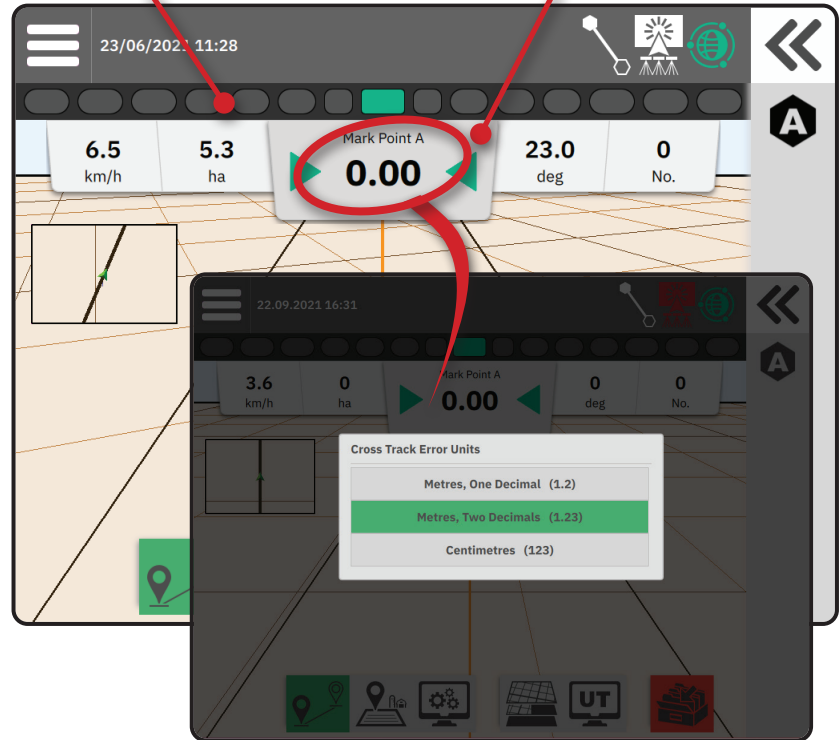 23/06/2021 11:28
A
Mark Point A
6.5 5.3 0.00 23.0 0
km/h ha deg No.
22.09.2021 16:31
A
Mark Point A
3.6 0 0.00 0 0
km/h ha deg No.
Cross Track Error Units
Metres, One Decimal (1.2)
Metres, Two Decimals (1.23)
Centimetres (123)
UT